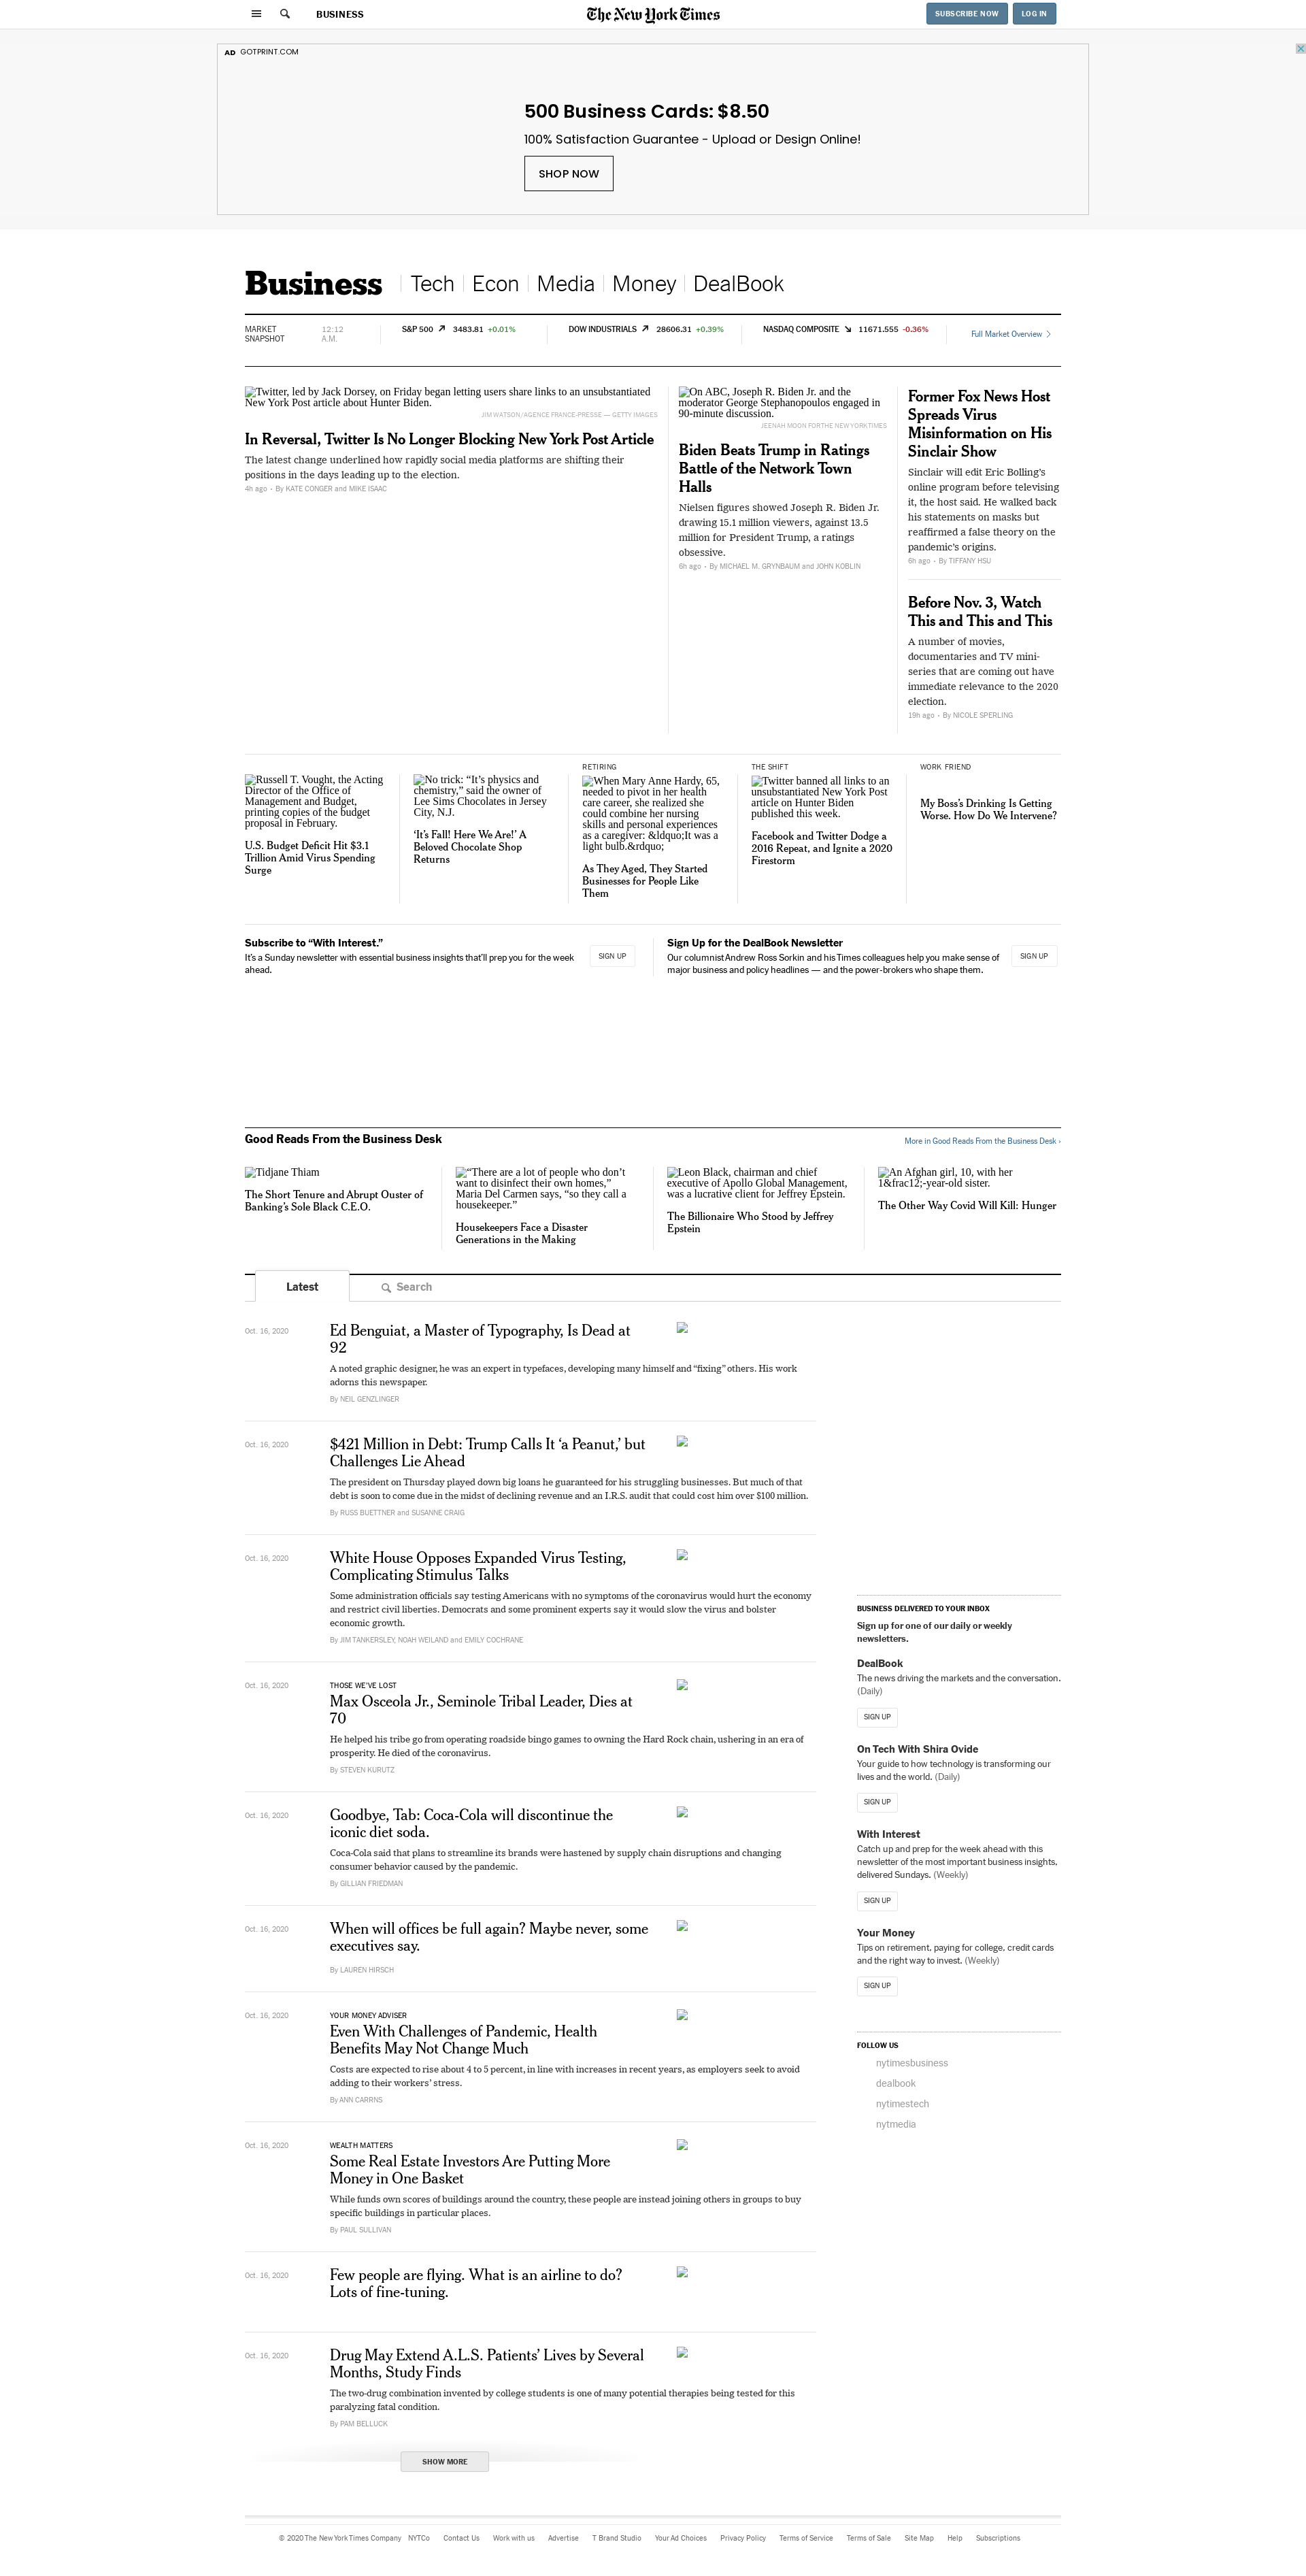 BUSINESS
The New York Times
SUBSCRIBE NOW
LOG IN
AD GOTPRINT.COM
500 Business Cards: $8.50
100% Satisfaction Guarantee - Upload or Design Online!
SHOP NOW
Business
Tech
Econ
Media
Money
DealBook
MARKET
SNAPSHOT
12:12
A.M.
S&P 500 3483.81 +0.01%
DOW INDUSTRIALS 28606.31 +0.39%
NASDAQ COMPOSITE 11671.555 -0.36%
Full Market Overview
Twitter, led by Jack Dorsey, on Friday began letting users share links to an unsubstantiated
New York Post article about Hunter Biden.
JIM WATSON/AGENCE FRANCE-PRESSE — GETTY IMAGES
In Reversal, Twitter Is No Longer Blocking New York Post Article
The latest change underlined how rapidly social media platforms are shifting their
positions in the days leading up to the election.
4h ago • By KATE CONGER and MIKE ISAAC
On ABC, Joseph R. Biden Jr. and the
moderator George Stephanopoulos engaged in
90-minute discussion.
JEENAH MOON FOR THE NEW YORK TIMES
Biden Beats Trump in Ratings
Battle of the Network Town
Halls
Nielsen figures showed Joseph R. Biden Jr.
drawing 15.1 million viewers, against 13.5
million for President Trump, a ratings
obsessive.
6h ago • By MICHAEL M. GRYNBAUM and JOHN KOBLIN
Former Fox News Host
Spreads Virus
Misinformation on His
Sinclair Show
Sinclair will edit Eric Bolling's
online program before televising
it, the host said. He walked back
his statements on masks but
reaffirmed a false theory on the
pandemic's origins.
6h ago • By TIFFANY HSU
Before Nov. 3, Watch
This and This and This
A number of movies,
documentaries and TV mini-
series that are coming out have
immediate relevance to the 2020
election.
19h ago • By NICOLE SPERLING
Russell T. Vought, the Acting
Director of the Office of
Management and Budget,
printing copies of the budget
proposal in February.
U.S. Budget Deficit Hit $3.1
Trillion Amid Virus Spending
Surge
No trick: “It’s physics and
chemistry,” said the owner of
Lee Sims Chocolates in Jersey
City, N.J.
‘It’s Fall! Here We Are!’ A
Beloved Chocolate Shop
Returns
RETIRING
When Mary Anne Hardy, 65,
needed to pivot in her health
care career, she realized she
could combine her nursing
skills and personal experiences
as a caregiver: &ldquo;It was a
light bulb.&rdquo;
As They Aged, They Started
Businesses for People Like
Them
THE SHIFT
Twitter banned all links to an
unsubstantiated New York Post
article on Hunter Biden
published this week.
Facebook and Twitter Dodge a
2016 Repeat, and Ignite a 2020
Firestorm
WORK FRIEND
My Boss’s Drinking Is Getting
Worse. How Do We Intervene?
Subscribe to “With Interest.”
It’s a Sunday newsletter with essential business insights that’ll prep you for the week
ahead.
SIGN UP
Sign Up for the DealBook Newsletter
Our columnist Andrew Ross Sorkin and his Times colleagues help you make sense of
major business and policy headlines — and the power-brokers who shape them.
SIGN UP
Good Reads From the Business Desk
More in Good Reads From the Business Desk ›
Tidjane Thiam
The Short Tenure and Abrupt Ouster of
Banking’s Sole Black C.E.O.
“There are a lot of people who don’t
want to disinfect their own homes,”
Maria Del Carmen says, “so they call a
housekeeper.”
Housekeepers Face a Disaster
Generations in the Making
Leon Black, chairman and chief
executive of Apollo Global Management,
was a lucrative client for Jeffrey Epstein.
The Billionaire Who Stood by Jeffrey
Epstein
An Afghan girl, 10, with her
1&frac12;-year-old sister.
The Other Way Covid Will Kill: Hunger
Latest
Search
Oct. 16, 2020
Ed Benguiat, a Master of Typography, Is Dead at
92
A noted graphic designer, he was an expert in typefaces, developing many himself and “fixing” others. His work
adorns this newspaper.
By NEIL GENZLINGER
Oct. 16, 2020
$421 Million in Debt: Trump Calls It ‘a Peanut,’ but
Challenges Lie Ahead
The president on Thursday played down big loans he guaranteed for his struggling businesses. But much of that
debt is soon to come due in the midst of declining revenue and an I.R.S. audit that could cost him over $100 million.
By RUSS BUETTNER and SUSANNE CRAIG
Oct. 16, 2020
White House Opposes Expanded Virus Testing,
Complicating Stimulus Talks
Some administration officials say testing Americans with no symptoms of the coronavirus would hurt the economy
and restrict civil liberties. Democrats and some prominent experts say it would slow the virus and bolster
economic growth.
By JIM TANKERSLEY, NOAH WEILAND and EMILY COCHRANE
Oct. 16, 2020
THOSE WE’VE LOST
Max Osceola Jr., Seminole Tribal Leader, Dies at
70
He helped his tribe go from operating roadside bingo games to owning the Hard Rock chain, ushering in an era of
prosperity. He died of the coronavirus.
By STEVEN KURUTZ
Oct. 16, 2020
Goodbye, Tab: Coca-Cola will discontinue the
iconic diet soda.
Coca-Cola said that plans to streamline its brands were hastened by supply chain disruptions and changing
consumer behavior caused by the pandemic.
By GILLIAN FRIEDMAN
Oct. 16, 2020
When will offices be full again? Maybe never, some
executives say.
By LAUREN HIRSCH
Oct. 16, 2020
YOUR MONEY ADVISER
Even With Challenges of Pandemic, Health
Benefits May Not Change Much
Costs are expected to rise about 4 to 5 percent, in line with increases in recent years, as employers seek to avoid
adding to their workers’ stress.
By ANN CARRNS
Oct. 16, 2020
WEALTH MATTERS
Some Real Estate Investors Are Putting More
Money in One Basket
While funds own scores of buildings around the country, these people are instead joining others in groups to buy
specific buildings in particular places.
By PAUL SULLIVAN
Oct. 16, 2020
Few people are flying. What is an airline to do?
Lots of fine-tuning.
Oct. 16, 2020
Drug May Extend A.L.S. Patients’ Lives by Several
Months, Study Finds
The two-drug combination invented by college students is one of many potential therapies being tested for this
paralyzing fatal condition.
By PAM BELLUCK
SHOW MORE
BUSINESS DELIVERED TO YOUR INBOX
Sign up for one of our daily or weekly
newsletters.
DealBook
The news driving the markets and the conversation.
(Daily)
SIGN UP
On Tech With Shira Ovide
Your guide to how technology is transforming our
lives and the world. (Daily)
SIGN UP
With Interest
Catch up and prep for the week ahead with this
newsletter of the most important business insights,
delivered Sundays. (Weekly)
SIGN UP
Your Money
Tips on retirement, paying for college, credit cards
and the right way to invest. (Weekly)
SIGN UP
FOLLOW US
nytimesbusiness
dealbook
nytimestech
nytmedia
© 2020 The New York Times Company NYTCo Contact Us Work with us Advertise T Brand Studio Your Ad Choices Privacy Policy Terms of Service Terms of Sale Site Map Help Subscriptions